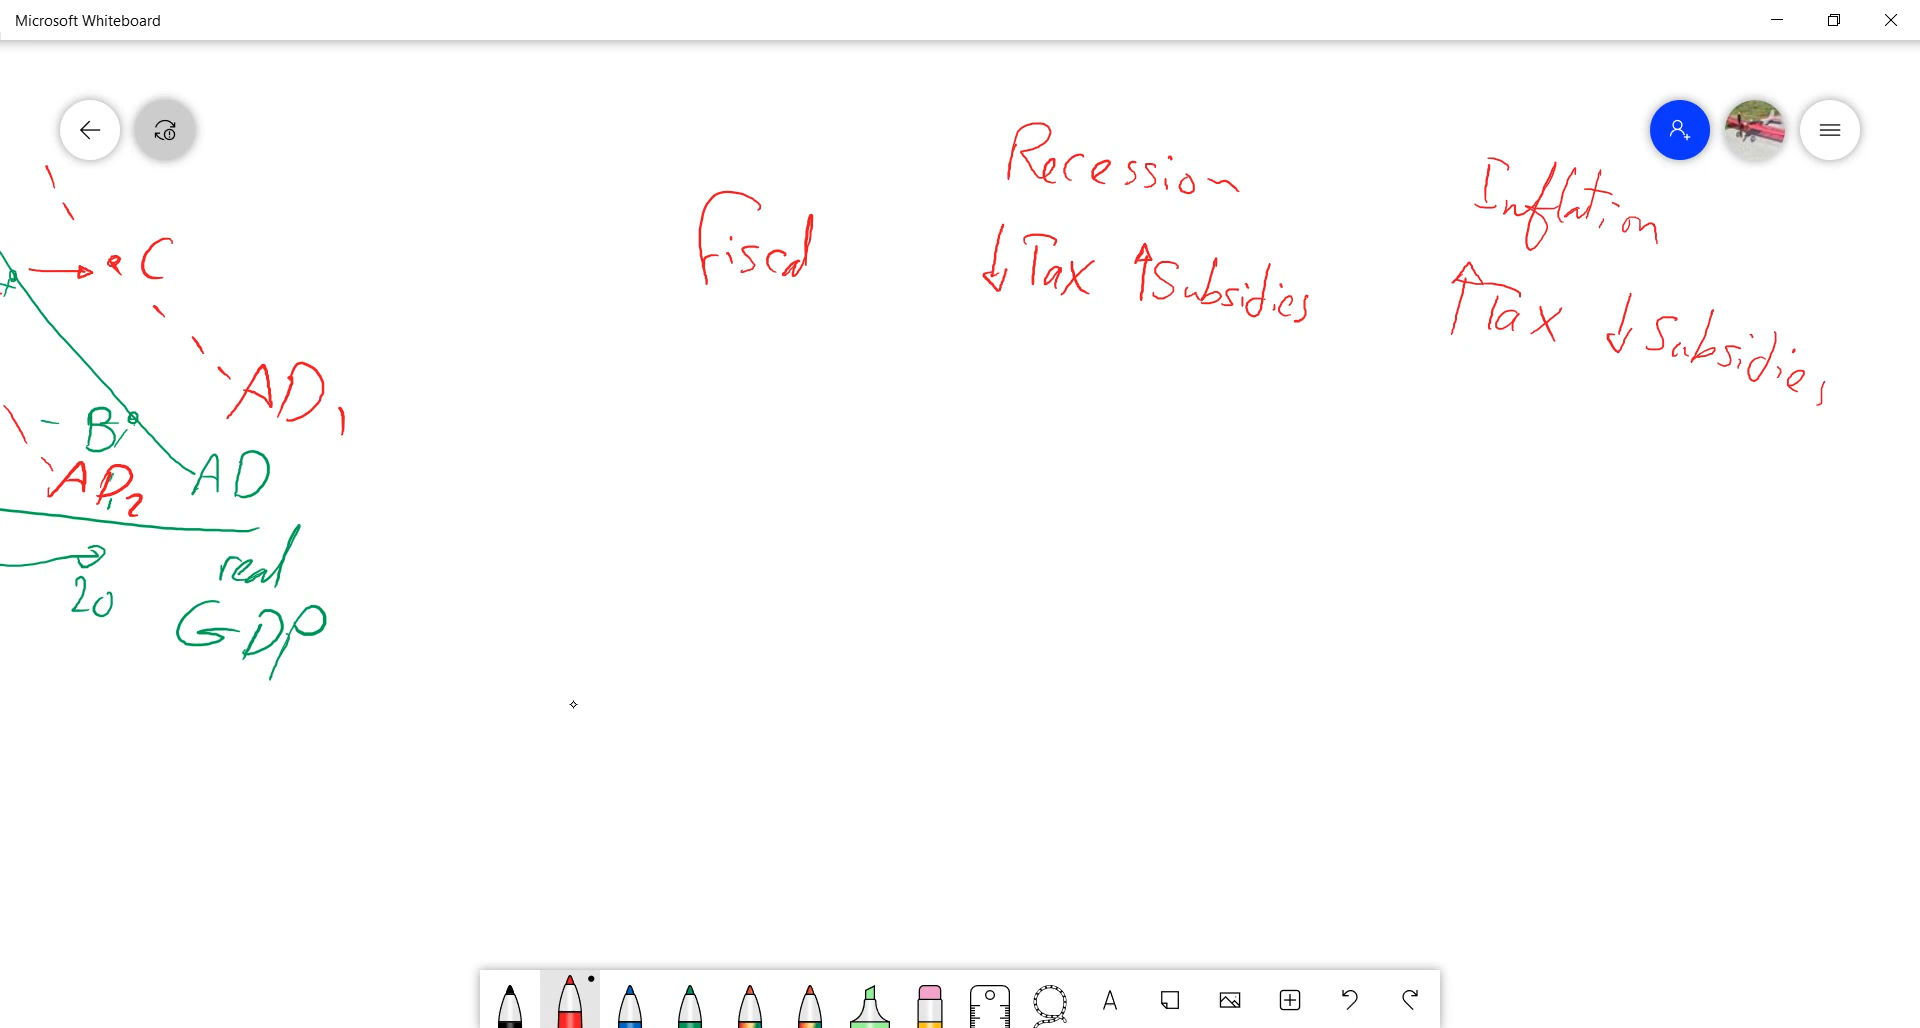 Microsoft Whiteboard
Recession
Inflation
Fiscal
↓ Tax ↑ Subsidies
↑ Tax ↓ Subsidies
C
AD1
B
AD
AD2
20
real
GDP
A